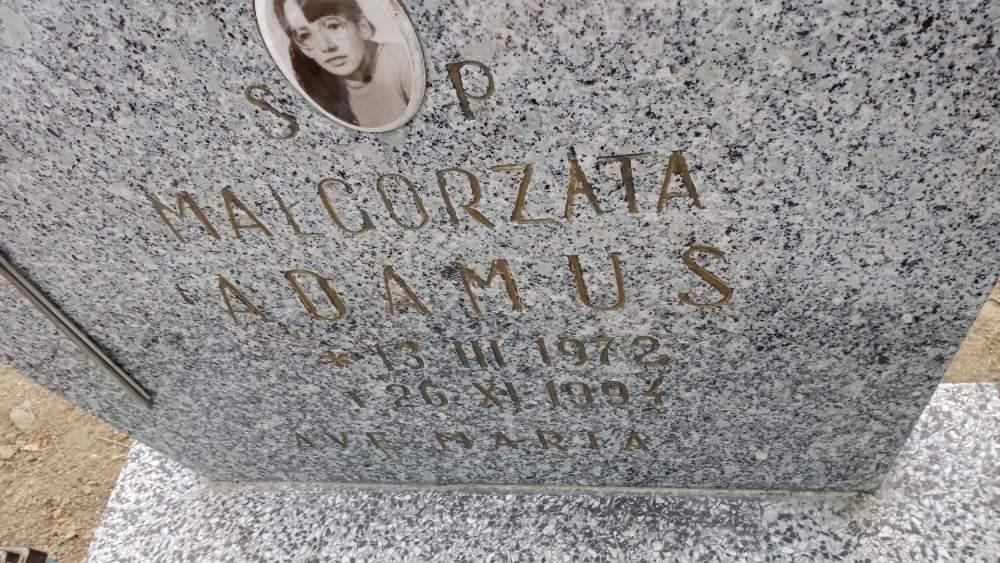 S P
MAŁGORZATA
ADAMUS
* 13 III 1972
† 26 XI 1994
AVE MARIA